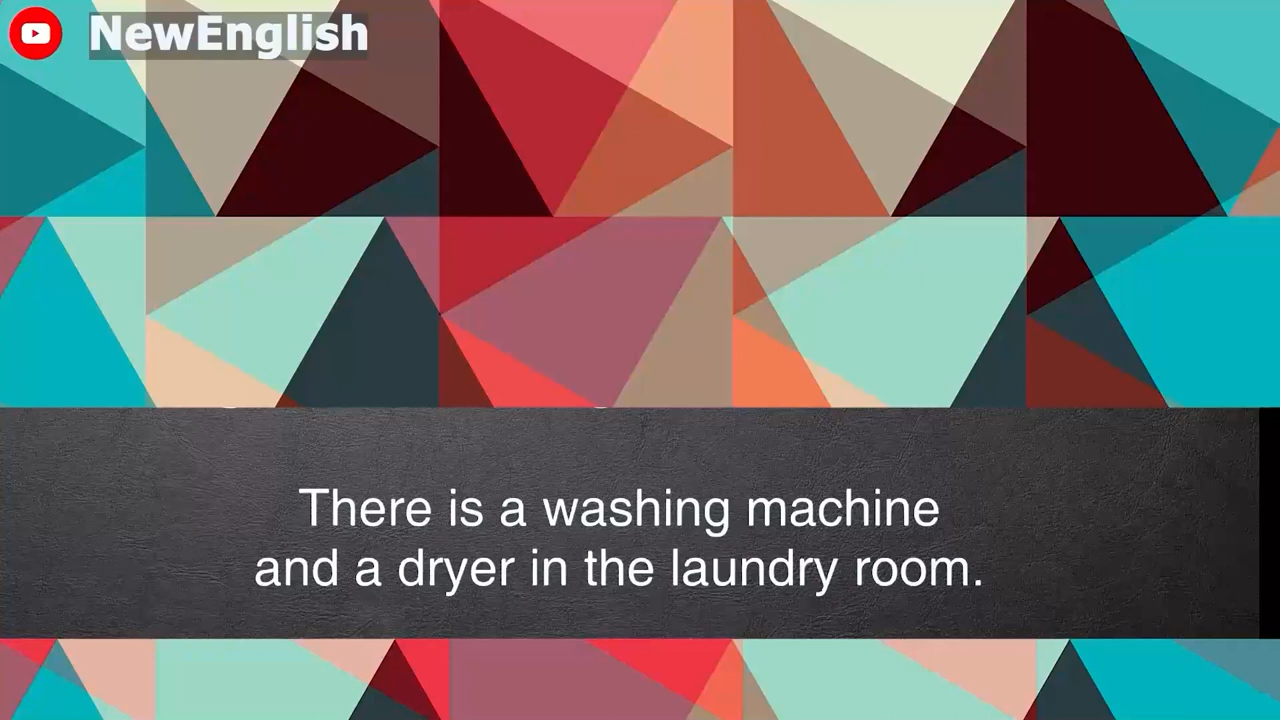 NewEnglish
There is a washing machine
and a dryer in the laundry room.